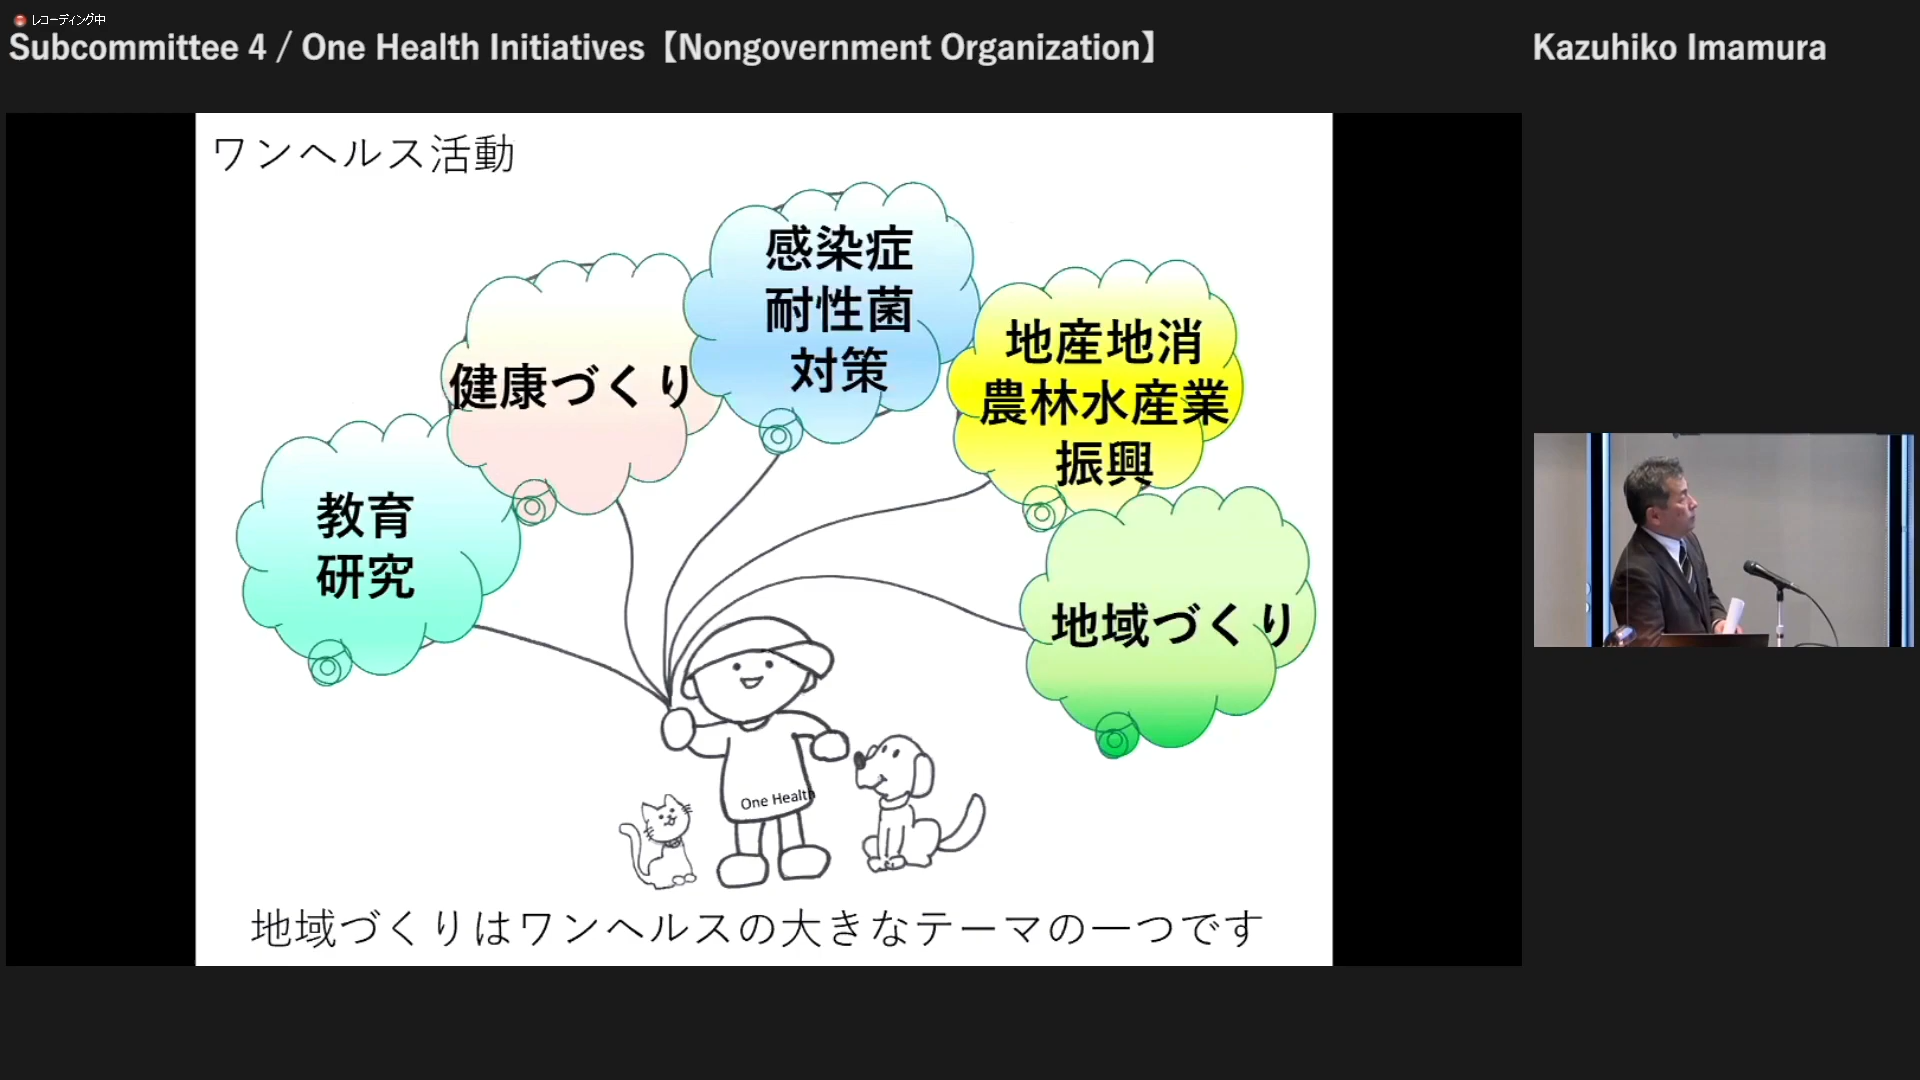 レコーディング中
Subcommittee 4 / One Health Initiatives【Nongovernment Organization】
Kazuhiko Imamura
ワンヘルス活動
感染症
耐性菌
対策
健康づくり
地産地消
農林水産業
振興
教育
研究
地域づくり
One Health
地域づくりはワンヘルスの大きなテーマの一つです